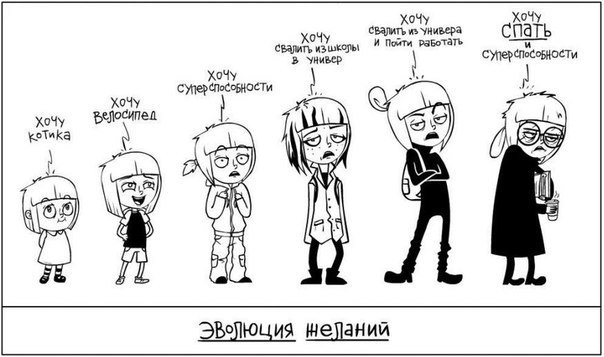 Хочу
котика
Хочу
велосипед
Хочу
суперспособности
Хочу
свалить из школы
в универ
Хочу
свалить из универа
и пойти работать
Хочу
спать
и
суперспособности
Эволюция желаний